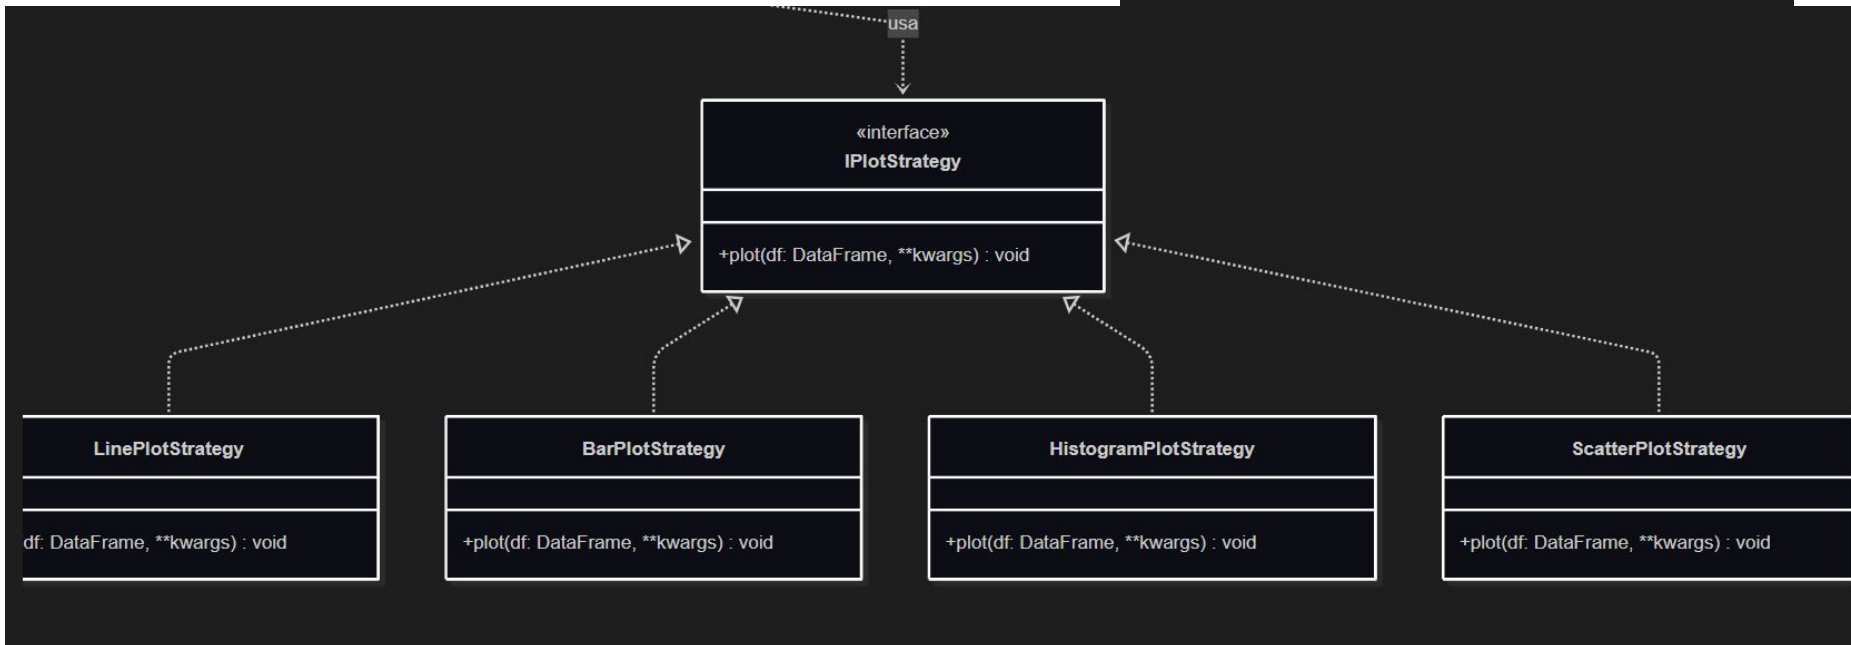 usa
«interface»
IPlotStrategy
+plot(df: DataFrame, **kwargs) : void
LinePlotStrategy
df: DataFrame, **kwargs) : void
BarPlotStrategy
+plot(df: DataFrame, **kwargs) : void
HistogramPlotStrategy
+plot(df: DataFrame, **kwargs) : void
ScatterPlotStrategy
+plot(df: DataFrame, **kwargs) : void